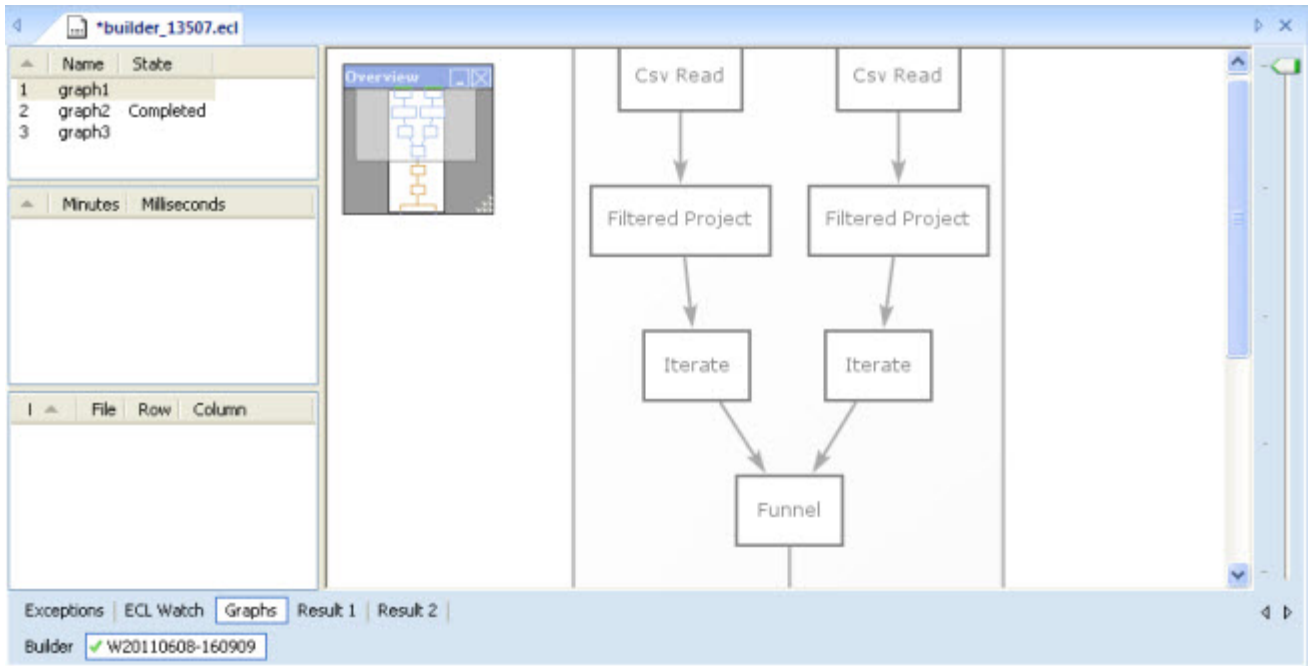 *builder_13507.ecl
Name State
1 graph1
2 graph2 Completed
3 graph3
Minutes Milliseconds
I File Row Column
Overview
Csv Read Csv Read
Filtered Project Filtered Project
Iterate Iterate
Funnel
Exceptions ECL Watch Graphs Result 1 Result 2
Builder W20110608-160909